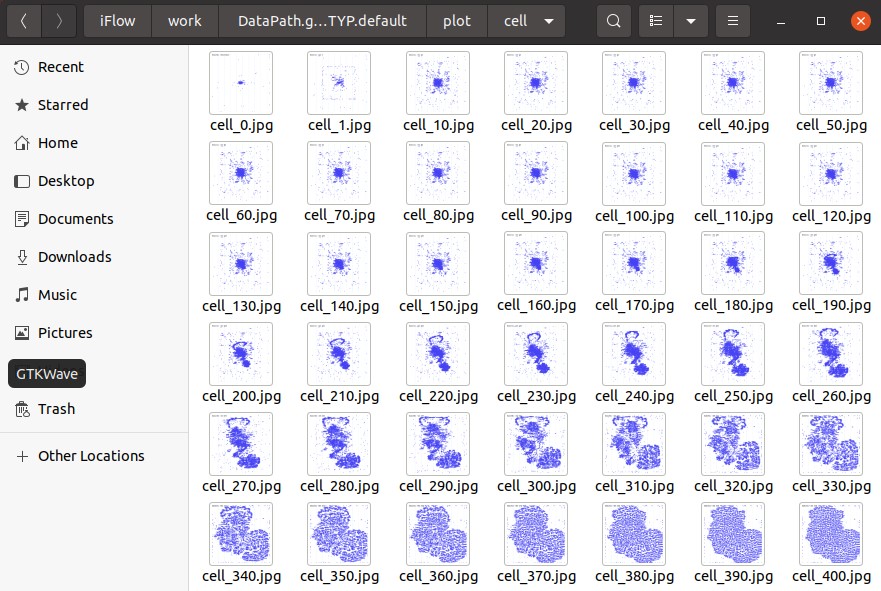 iFlow work DataPath.g...TYP.default plot cell
Recent
Starred
Home
Desktop
Documents
Downloads
Music
Pictures
GTKWave
Trash
Other Locations
cell_0.jpg cell_1.jpg cell_10.jpg cell_20.jpg cell_30.jpg cell_40.jpg cell_50.jpg
cell_60.jpg cell_70.jpg cell_80.jpg cell_90.jpg cell_100.jpg cell_110.jpg cell_120.jpg
cell_130.jpg cell_140.jpg cell_150.jpg cell_160.jpg cell_170.jpg cell_180.jpg cell_190.jpg
cell_200.jpg cell_210.jpg cell_220.jpg cell_230.jpg cell_240.jpg cell_250.jpg cell_260.jpg
cell_270.jpg cell_280.jpg cell_290.jpg cell_300.jpg cell_310.jpg cell_320.jpg cell_330.jpg
cell_340.jpg cell_350.jpg cell_360.jpg cell_370.jpg cell_380.jpg cell_390.jpg cell_400.jpg